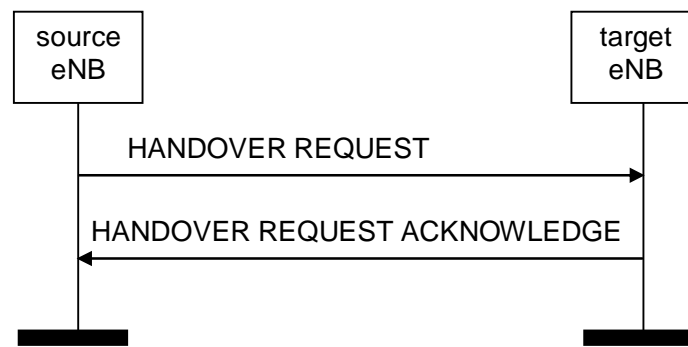 source
eNB
target
eNB
HANDOVER REQUEST
HANDOVER REQUEST ACKNOWLEDGE